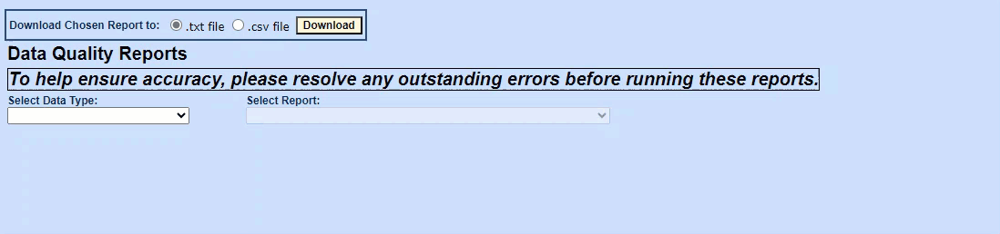 Download Chosen Report to: .txt file .csv file Download
Data Quality Reports
To help ensure accuracy, please resolve any outstanding errors before running these reports.
Select Data Type: Select Report: